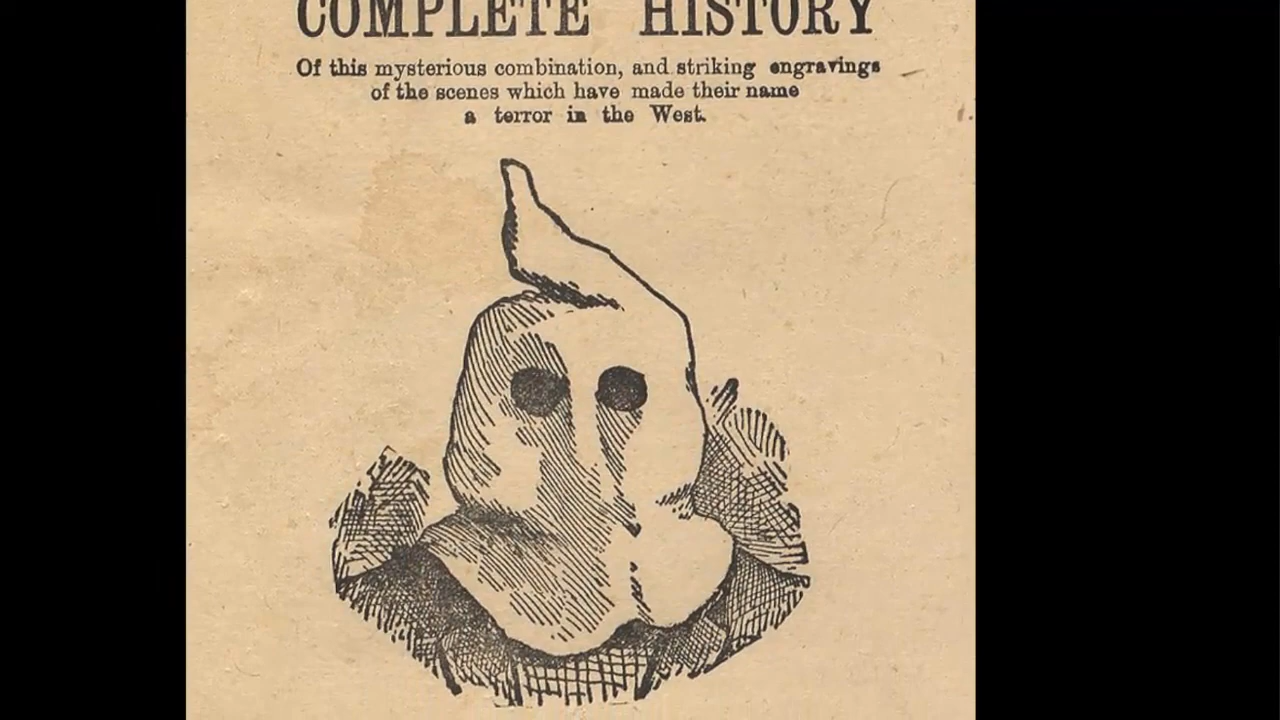 COMPLETE HISTORY
Of this mysterious combination, and striking engravings
of the scenes which have made their name
a terror in the West.